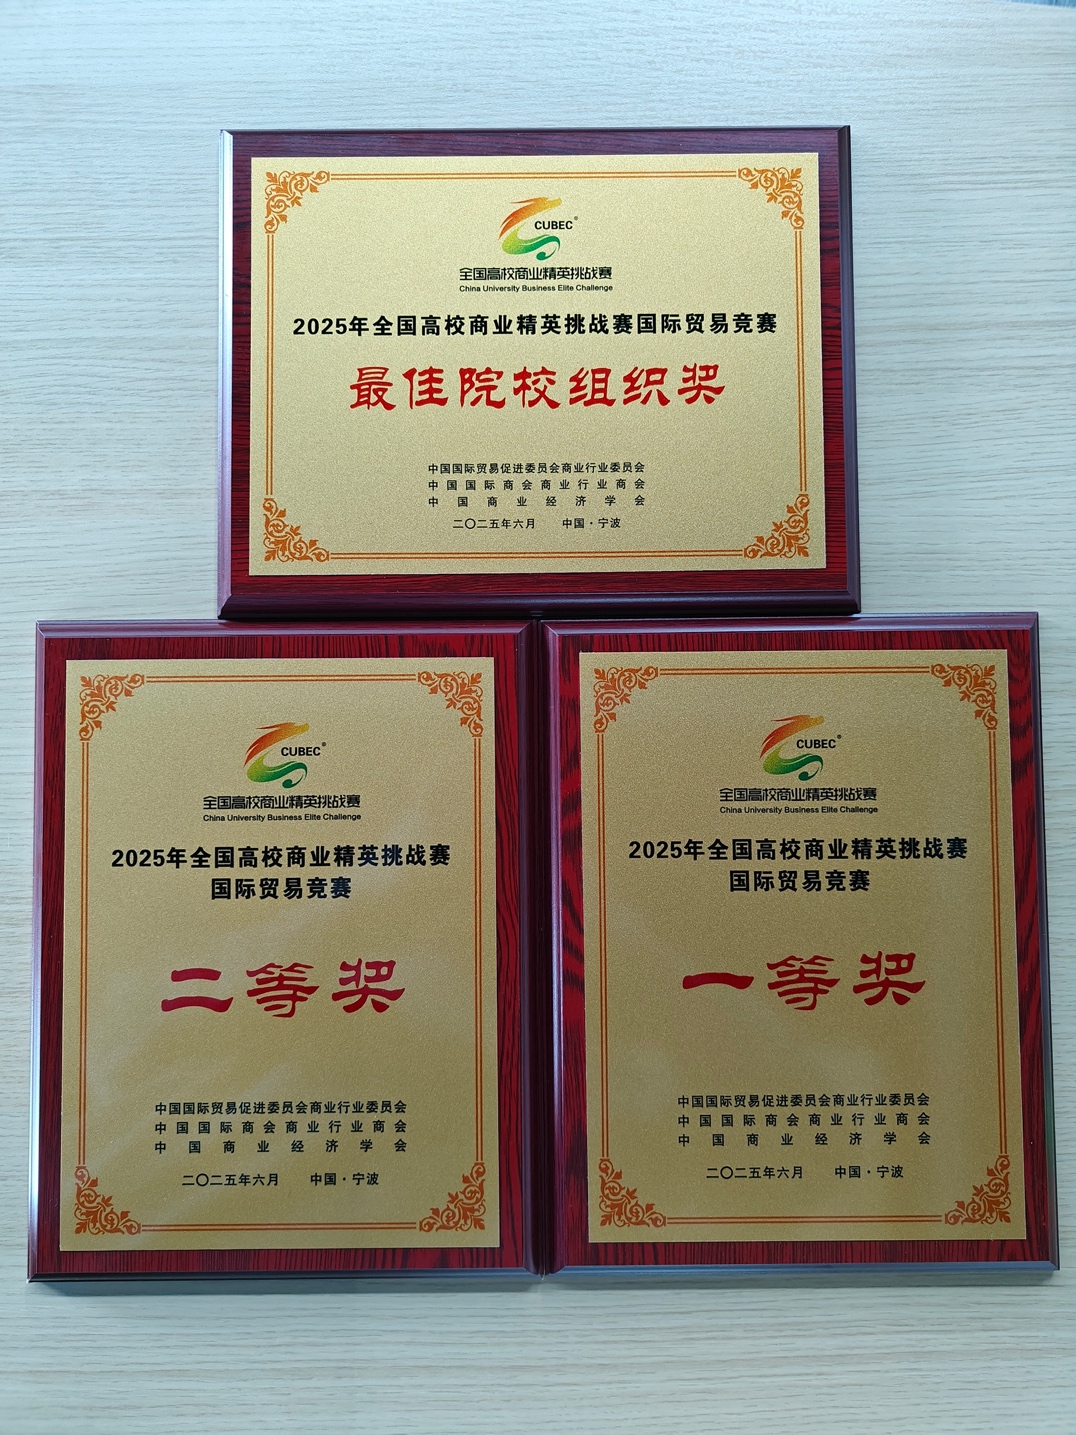 CUBEC®
全国高校商业精英挑战赛
China University Business Elite Challenge
2025年全国高校商业精英挑战赛国际贸易竞赛
最佳院校组织奖
中国国际贸易促进委员会商业行业委员会
中国国际商会商业行业商会
中国商业经济学会
二〇二五年六月 中国·宁波
CUBEC®
全国高校商业精英挑战赛
China University Business Elite Challenge
2025年全国高校商业精英挑战赛
国际贸易竞赛
二等奖
中国国际贸易促进委员会商业行业委员会
中国国际商会商业行业商会
中国商业经济学会
二〇二五年六月 中国·宁波
CUBEC®
全国高校商业精英挑战赛
China University Business Elite Challenge
2025年全国高校商业精英挑战赛
国际贸易竞赛
一等奖
中国国际贸易促进委员会商业行业委员会
中国国际商会商业行业商会
中国商业经济学会
二〇二五年六月 中国·宁波